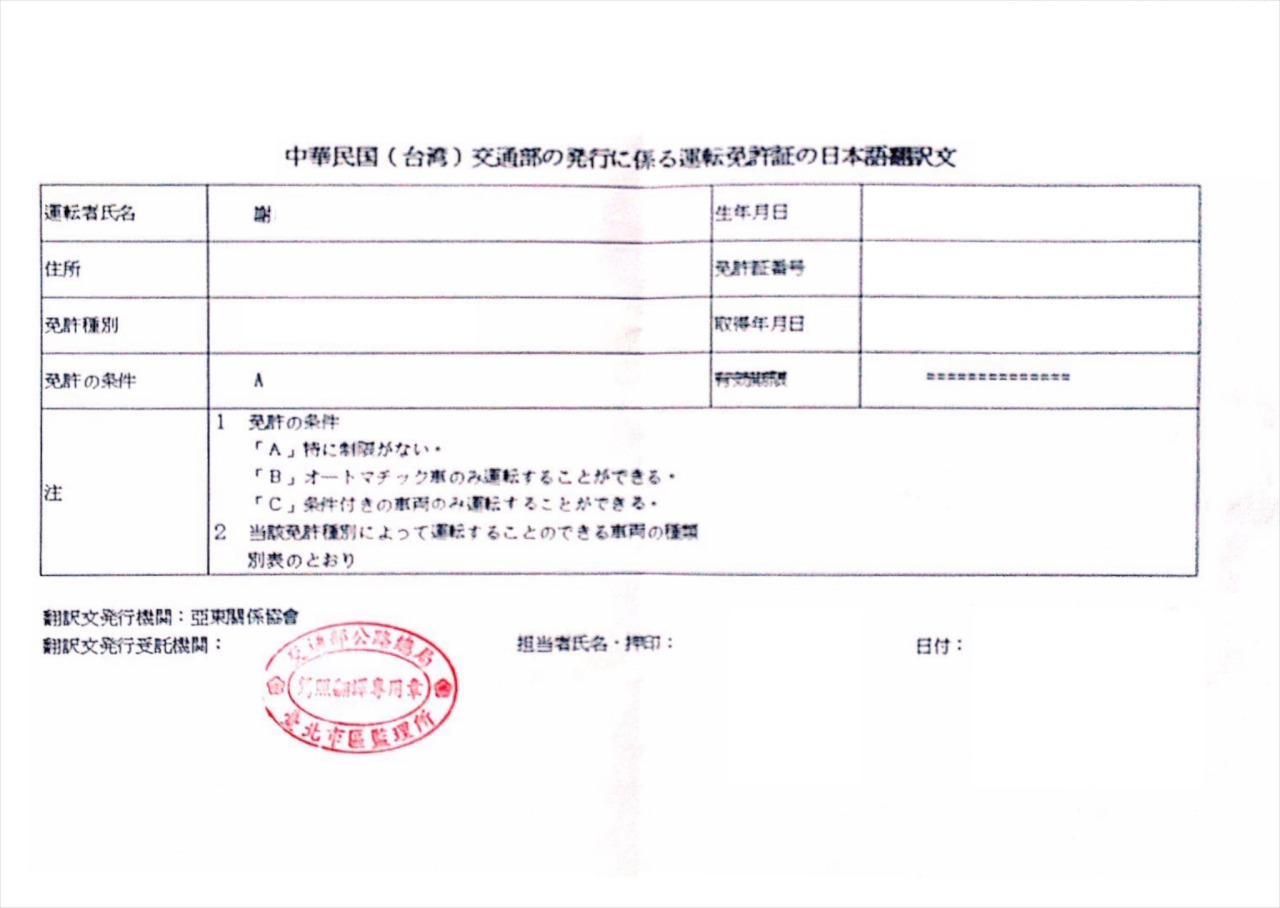 中華民国（台湾）交通部の発行に係る運転免許証の日本語翻訳文
運転者氏名 謝 生年月日
住所 免許証番号
免許種別 取得年月日
免許の条件 A 有効期限 ==============
注
1 免許の条件
「A」特に制限がない・
「B」オートマチック車のみ運転することができる・
「C」条件付きの車両のみ運転することができる・
2 当該免許種別によって運転することのできる車両の種類
別表のとおり
翻訳文発行機関：亞東關係協會
翻訳文発行受託機関： 担当者氏名・押印： 日付：
交通部公路總局
駕照翻譯專用章
臺北市區監理所